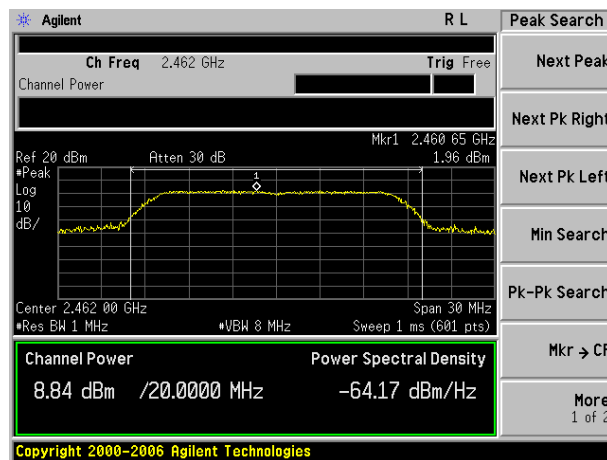 Agilent R L
Peak Search
Ch Freq 2.462 GHz Trig Free
Channel Power
Next Peak
Next Pk Right
Mkr1 2.460 65 GHz
Ref 20 dBm Atten 30 dB 1.96 dBm
#Peak
Log
10
dB/
1
Next Pk Left
Min Search
Pk-Pk Search
Center 2.462 00 GHz Span 30 MHz
#Res BW 1 MHz #VBW 8 MHz Sweep 1 ms (601 pts)
Channel Power Power Spectral Density
8.84 dBm /20.0000 MHz -64.17 dBm/Hz
Mkr → CF
More
1 of 2
Copyright 2000-2006 Agilent Technologies